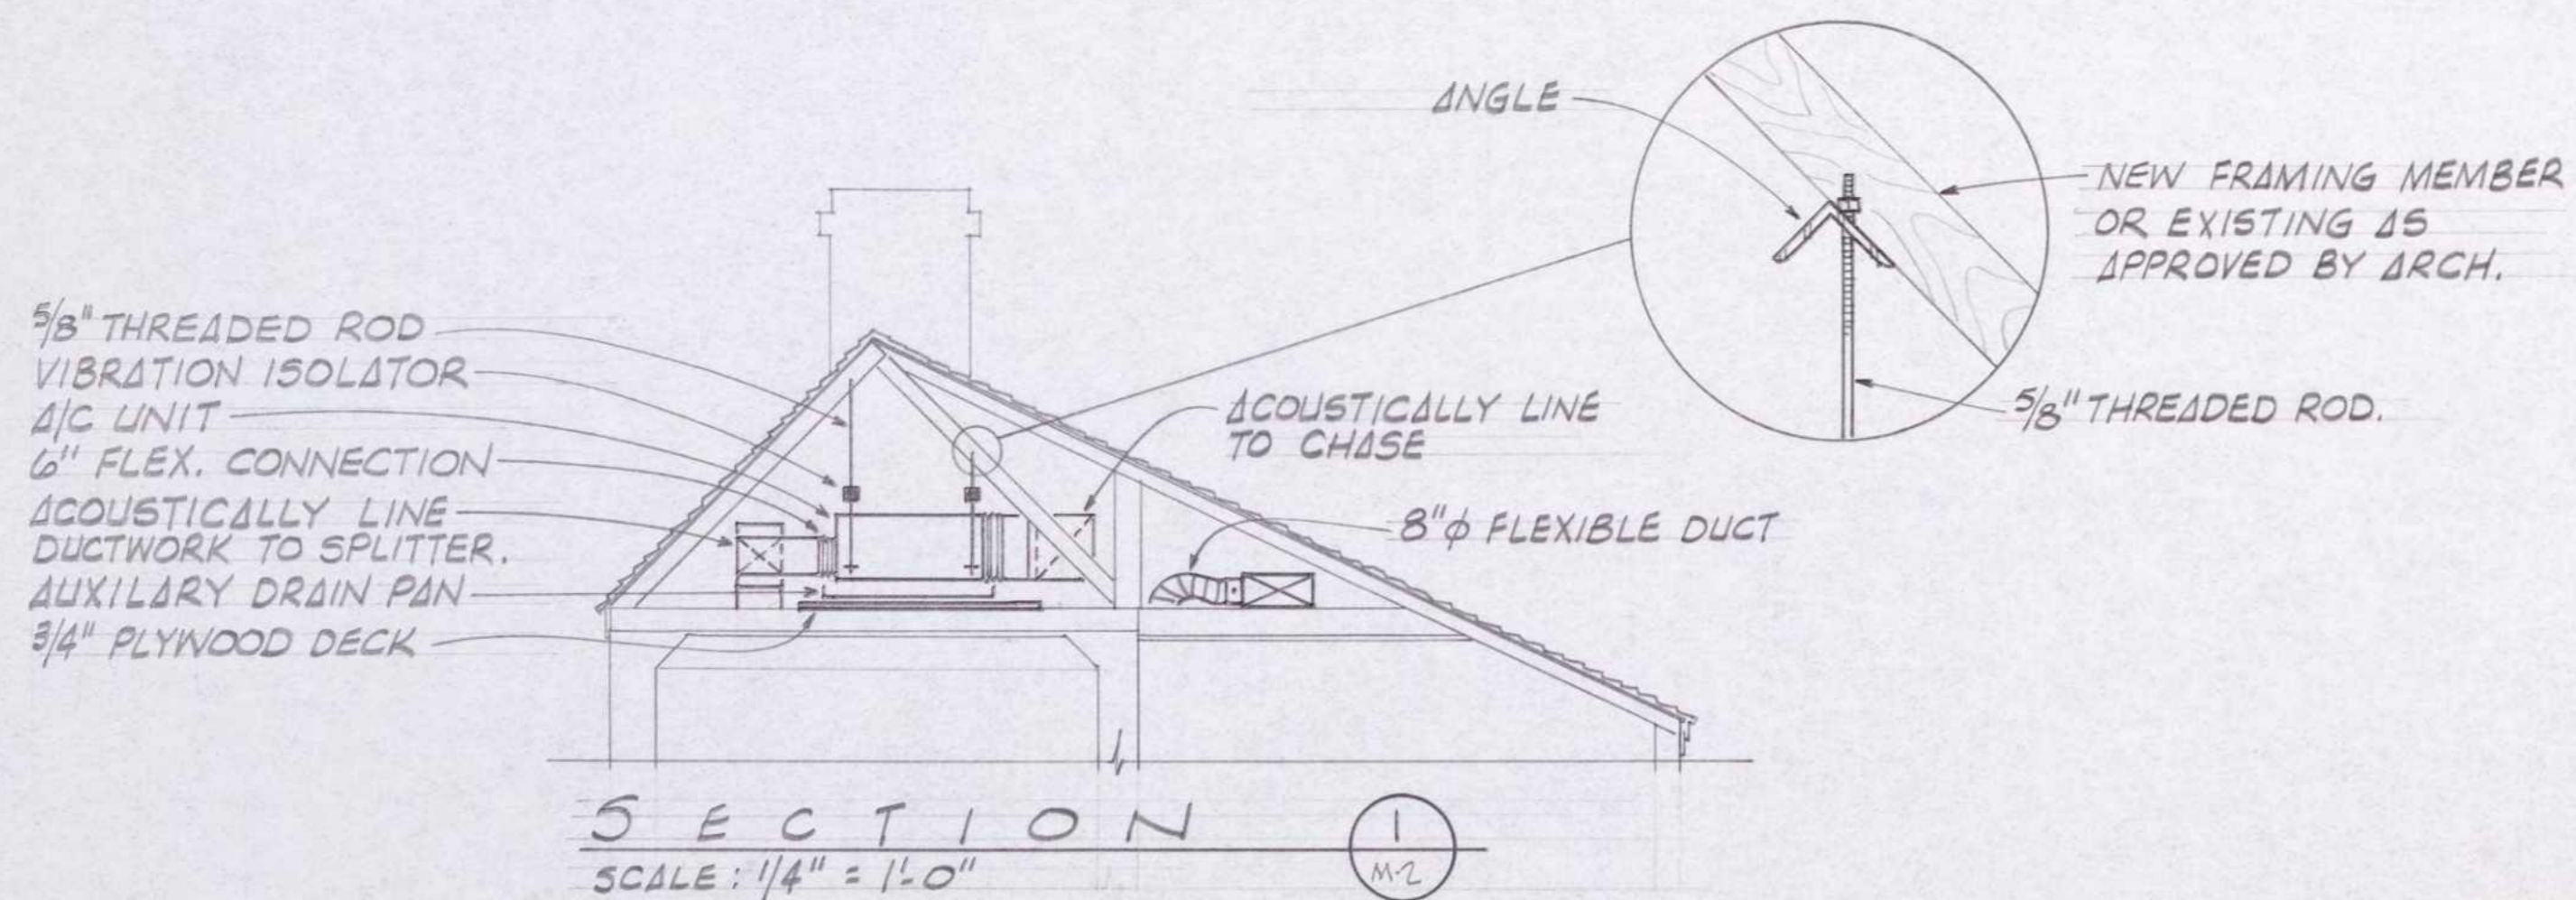 ANGLE
NEW FRAMING MEMBER
OR EXISTING AS
APPROVED BY ARCH.
5/8" THREADED ROD.
5/8" THREADED ROD
VIBRATION ISOLATOR
A/C UNIT
6" FLEX. CONNECTION
ACOUSTICALLY LINE
DUCTWORK TO SPLITTER.
AUXILARY DRAIN PAN
3/4" PLYWOOD DECK
ACOUSTICALLY LINE
TO CHASE
8"φ FLEXIBLE DUCT
SECTION
SCALE: 1/4" = 1'-0"
1
M-2